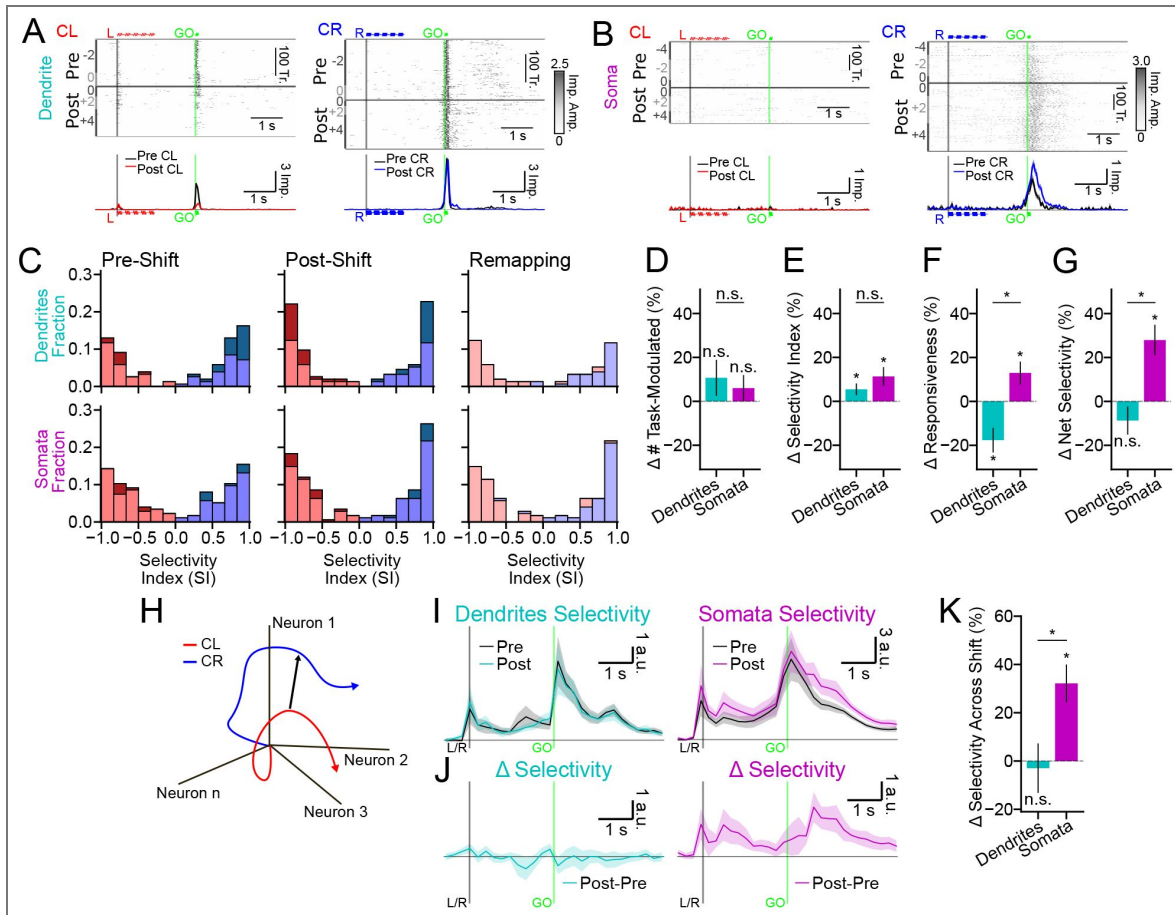 A
CL
L
GO
Dendrite
Pre
Post
-2
0
0
+2
+4
100 Tr.
1 s
Pre CL
Post CL
3 Imp.
1 s
L
GO
CR
R
GO
-2
0
0
+2
+4
100 Tr.
1 s
2.5
Imp. Amp.
0
Pre CR
Post CR
3 Imp.
1 s
R
GO
B
CL
L
GO
Soma
Pre
Post
-4
-2
0
0
+2
+4
100 Tr.
1 s
Pre CL
Post CL
1 Imp.
1 s
L
GO
CR
R
GO
Pre
Post
-4
-2
0
0
+2
+4
100 Tr.
1 s
3.0
Imp. Amp.
0
Pre CR
Post CR
1 Imp.
1 s
R
GO
C
Pre-Shift
Post-Shift
Remapping
Dendrites
Fraction
0.3
0.1
0.0
Somata
Fraction
0.3
0.1
0.0
−1.0 −0.5 0.0 0.5 1.0
Selectivity
Index (SI)
−1.0 −0.5 0.0 0.5 1.0
Selectivity
Index (SI)
−1.0 −0.5 0.0 0.5 1.0
Selectivity
Index (SI)
D
Δ # Task-Modulated (%)
40
20
0
−20
n.s.
n.s.
n.s.
Dendrites
Somata
E
Δ Selectivity Index (%)
40
20
0
−20
n.s.
*
*
Dendrites
Somata
F
Δ Responsiveness (%)
40
20
0
−20
*
*
*
Dendrites
Somata
G
Δ Net Selectivity (%)
40
20
0
−20
*
*
n.s.
Dendrites
Somata
H
CL
CR
Neuron 1
Neuron 2
Neuron 3
Neuron n
I
Dendrites Selectivity
Pre
Post
1 a.u.
1 s
L/R
GO
Somata Selectivity
Pre
Post
3 a.u.
1 s
L/R
GO
J
Δ Selectivity
1 a.u.
1 s
Post-Pre
L/R
GO
Δ Selectivity
1 a.u.
1 s
Post-Pre
L/R
GO
K
Δ Selectivity Across Shift (%)
60
40
20
0
−20
*
*
n.s.
Dendrites
Somata